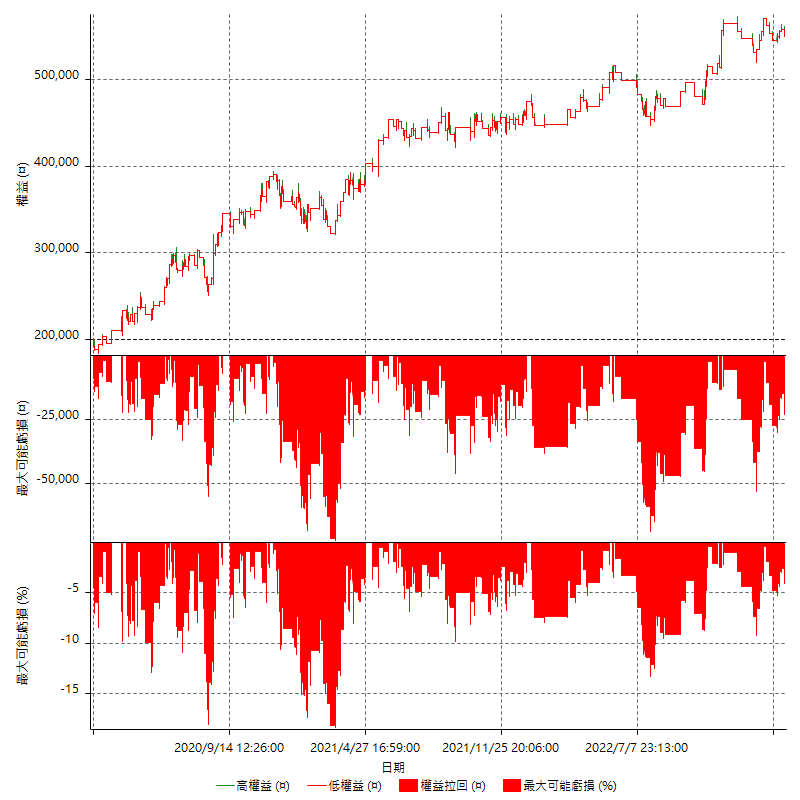 權益 (¤)
500,000
400,000
300,000
200,000
最大可能虧損 (¤)
-25,000
-50,000
最大可能虧損 (%)
-5
-10
-15
2020/9/14 12:26:00
2021/4/27 16:59:00
2021/11/25 20:06:00
2022/7/7 23:13:00
日期
高權益 (¤)
低權益 (¤)
權益拉回 (¤)
最大可能虧損 (%)